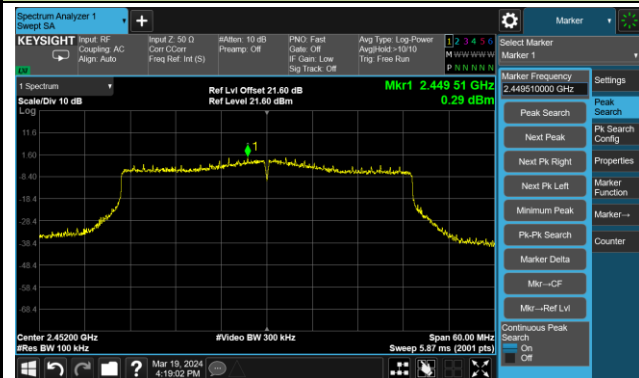 Spectrum Analyzer 1
Swept SA
+
Marker
KEYSIGHT
Input: RF
Coupling: AC
Align: Auto
Input Z: 50 Ω
Corr CCorr
Freq Ref: Int (S)
#Atten: 10 dB
Preamp: Off
PNO: Fast
Gate: Off
IF Gain: Low
Sig Track: Off
Avg Type: Log-Power
Avg|Hold:>10/10
Trig: Free Run
1 2 3 4 5 6
M W W W W W
P N N N N N
LXI
Select Marker
Marker 1
1 Spectrum
Scale/Div 10 dB
Ref Lvl Offset 21.60 dB
Ref Level 21.60 dBm
Mkr1 2.449 51 GHz
0.29 dBm
Log
11.6
1.60
-8.40
-18.4
-28.4
-38.4
-48.4
-58.4
-68.4
1
Center 2.45200 GHz
#Res BW 100 kHz
#Video BW 300 kHz
Span 60.00 MHz
Sweep 5.87 ms (2001 pts)
Marker Frequency
2.449510000 GHz
Peak Search
Next Peak
Next Pk Right
Next Pk Left
Minimum Peak
Pk-Pk Search
Marker Delta
Mkr→CF
Mkr→Ref Lvl
Continuous Peak
Search
On
Off
Settings
Peak
Search
Pk Search
Config
Properties
Marker
Function
Marker→
Counter
?
Mar 19, 2024
4:19:02 PM